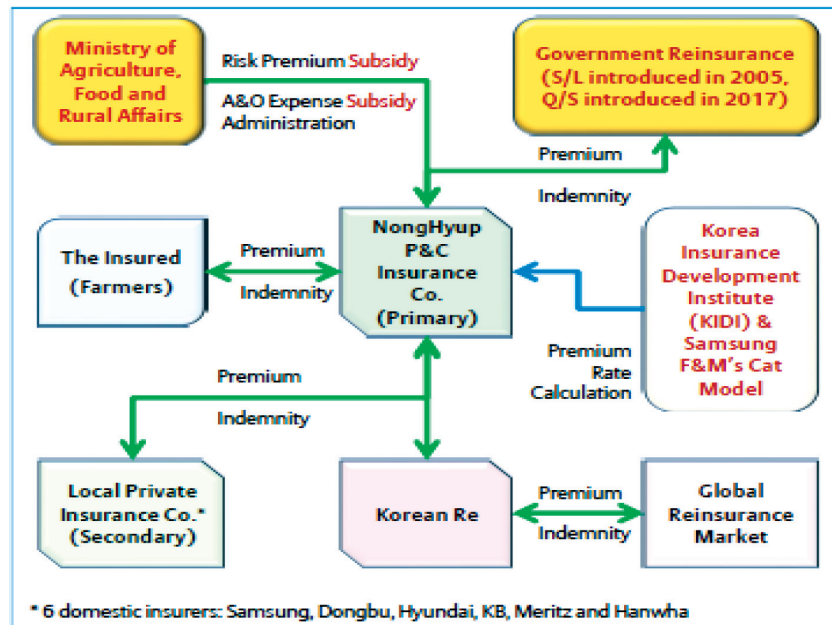 Ministry of
Agriculture,
Food and
Rural Affairs
Risk Premium Subsidy
A&O Expense Subsidy
Administration
Government Reinsurance
(S/L introduced in 2005,
Q/S introduced in 2017)
Premium
Indemnity
The Insured
(Farmers)
Premium
Indemnity
NongHyup
P&C
Insurance
Co.
(Primary)
Korea
Insurance
Development
Institute
(KIDI) &
Samsung
F&M's Cat
Model
Premium
Rate
Calculation
Premium
Indemnity
Local Private
Insurance Co.*
(Secondary)
Korean Re
Premium
Indemnity
Global
Reinsurance
Market
* 6 domestic insurers: Samsung, Dongbu, Hyundai, KB, Meritz and Hanwha